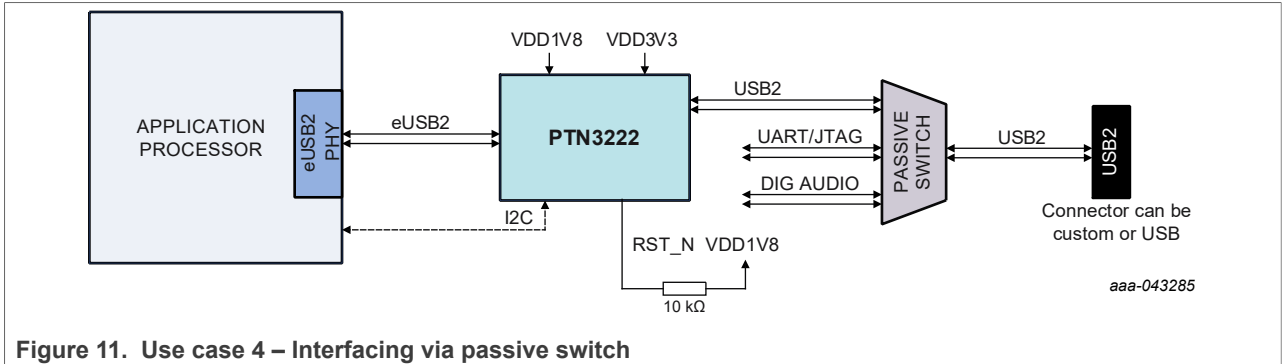 VDD1V8
VDD3V3
APPLICATION
PROCESSOR
eUSB2
PHY
eUSB2
PTN3222
USB2
UART/JTAG
DIG AUDIO
PASSIVE
SWITCH
USB2
USB2
Connector can be
custom or USB
I2C
RST_N
VDD1V8
10 kΩ
aaa-043285
Figure 11. Use case 4 – Interfacing via passive switch